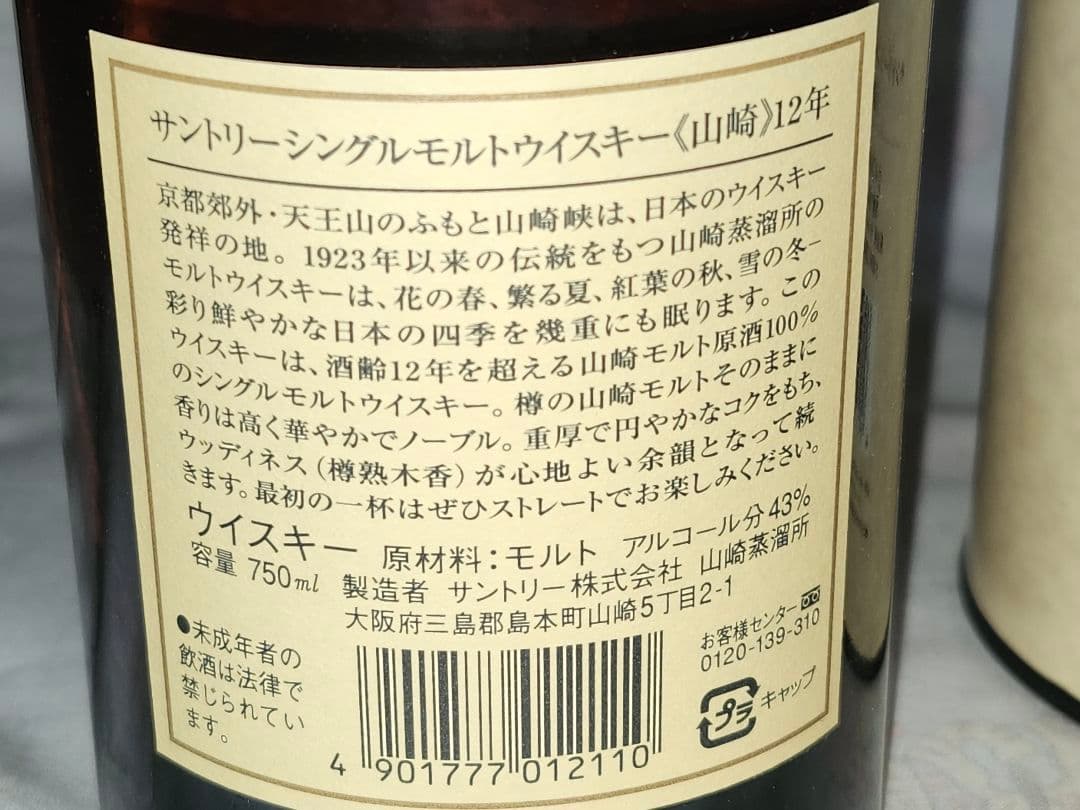 サントリーシングルモルトウイスキー《山崎》12年
京都郊外・天王山のふもと山崎峡は、日本のウイスキー
発祥の地。1923年以来の伝統をもつ山崎蒸溜所の
モルトウイスキーは、花の春、繁る夏、紅葉の秋、雪の冬−
彩り鮮やかな日本の四季を幾重にも眠ります。この
ウイスキーは、酒齢12年を超える山崎モルト原酒100%
のシングルモルトウイスキー。樽の山崎モルトそのままに
香りは高く華やかでノーブル。重厚で円やかなコクをもち、
ウッディネス（樽熟木香）が心地よい余韻となって続
きます。最初の一杯はぜひストレートでお楽しみください。
ウイスキー 原材料：モルト アルコール分43%
容量 750ml 製造者 サントリー株式会社 山崎蒸溜所
大阪府三島郡島本町山崎5丁目2-1
●未成年者の
飲酒は法律で
禁じられてい
ます。
お客様センター
0120-139-310
プラ キャップ
4 901777 012110